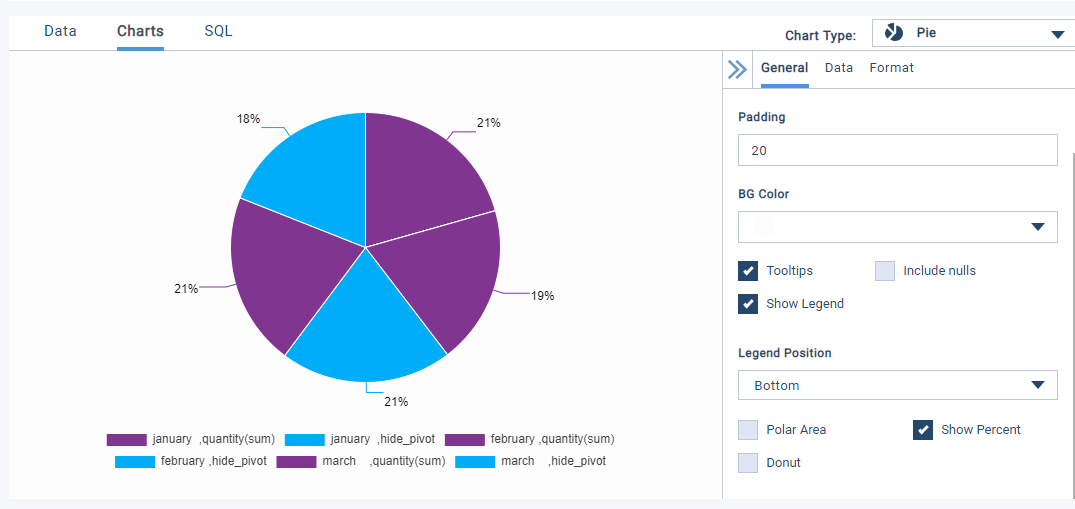 Data Charts SQL
Chart Type: Pie
General Data Format
Padding
20
BG Color
Tooltips Include nulls
Show Legend
Legend Position
Bottom
Polar Area Show Percent
Donut
18%
21%
21%
19%
21%
january ,quantity(sum) january ,hide_pivot february ,quantity(sum)
february ,hide_pivot march ,quantity(sum) march ,hide_pivot